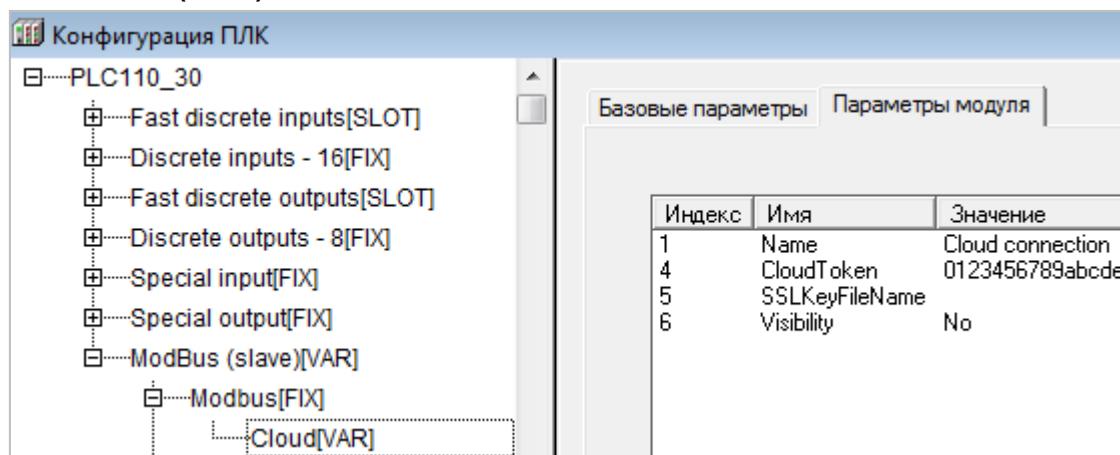 Конфигурация ПЛК
PLC110_30
Fast discrete inputs[SLOT]
Discrete inputs - 16[FIX]
Fast discrete outputs[SLOT]
Discrete outputs - 8[FIX]
Special input[FIX]
Special output[FIX]
ModBus (slave)[VAR]
Modbus[FIX]
Cloud[VAR]
Базовые параметры Параметры модуля
Индекс Имя Значение
1 Name Cloud connection
4 CloudToken 0123456789abcde
5 SSLKeyFileName
6 Visibility No